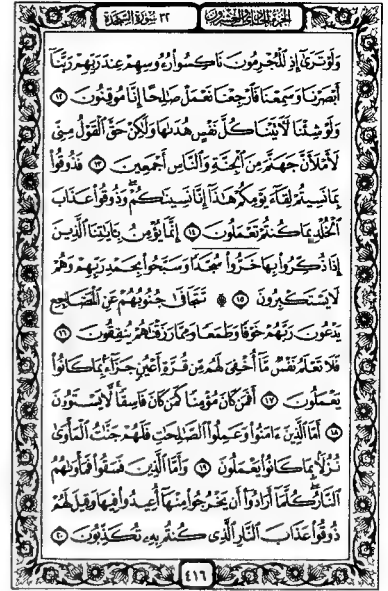 الجزء الحادي والعشرون ٣٢ سورة السجدة
وَلَوْ تَرَىٰٓ إِذِ ٱلْمُجْرِمُونَ نَاكِسُوا۟ رُءُوسِهِمْ عِندَ رَبِّهِمْ رَبَّنَآ
أَبْصَرْنَا وَسَمِعْنَا فَٱرْجِعْنَا نَعْمَلْ صَٰلِحًا إِنَّا مُوقِنُونَ ١٢
وَلَوْ شِئْنَا لَءَاتَيْنَا كُلَّ نَفْسٍ هُدَىٰهَا وَلَٰكِنْ حَقَّ ٱلْقَوْلُ مِنِّى
لَأَمْلَأَنَّ جَهَنَّمَ مِنَ ٱلْجِنَّةِ وَٱلنَّاسِ أَجْمَعِينَ ١٣ فَذُوقُوا۟
بِمَا نَسِيتُمْ لِقَآءَ يَوْمِكُمْ هَٰذَآ إِنَّا نَسِينَٰكُمْ ۖ وَذُوقُوا۟ عَذَابَ
ٱلْخُلْدِ بِمَا كُنتُمْ تَعْمَلُونَ ١٤ إِنَّمَا يُؤْمِنُ بِـَٔايَٰتِنَا ٱلَّذِينَ
إِذَا ذُكِّرُوا۟ بِهَا خَرُّوا۟ سُجَّدًا وَسَبَّحُوا۟ بِحَمْدِ رَبِّهِمْ وَهُمْ
لَا يَسْتَكْبِرُونَ ١٥ ۞ تَتَجَافَىٰ جُنُوبُهُمْ عَنِ ٱلْمَضَاجِعِ
يَدْعُونَ رَبَّهُمْ خَوْفًا وَطَمَعًا وَمِمَّا رَزَقْنَٰهُمْ يُنفِقُونَ ١٦
فَلَا تَعْلَمُ نَفْسٌ مَّآ أُخْفِىَ لَهُم مِّن قُرَّةِ أَعْيُنٍ جَزَآءًۢ بِمَا كَانُوا۟
يَعْمَلُونَ ١٧ أَفَمَن كَانَ مُؤْمِنًا كَمَن كَانَ فَاسِقًا ۚ لَّا يَسْتَوُۥنَ
١٨ أَمَّا ٱلَّذِينَ ءَامَنُوا۟ وَعَمِلُوا۟ ٱلصَّٰلِحَٰتِ فَلَهُمْ جَنَّٰتُ ٱلْمَأْوَىٰ
نُزُلًۢا بِمَا كَانُوا۟ يَعْمَلُونَ ١٩ وَأَمَّا ٱلَّذِينَ فَسَقُوا۟ فَمَأْوَىٰهُمُ
ٱلنَّارُ ۖ كُلَّمَآ أَرَادُوٓا۟ أَن يَخْرُجُوا۟ مِنْهَآ أُعِيدُوا۟ فِيهَا وَقِيلَ لَهُمْ
ذُوقُوا۟ عَذَابَ ٱلنَّارِ ٱلَّذِى كُنتُم بِهِۦ تُكَذِّبُونَ ٢٠
٤١٦